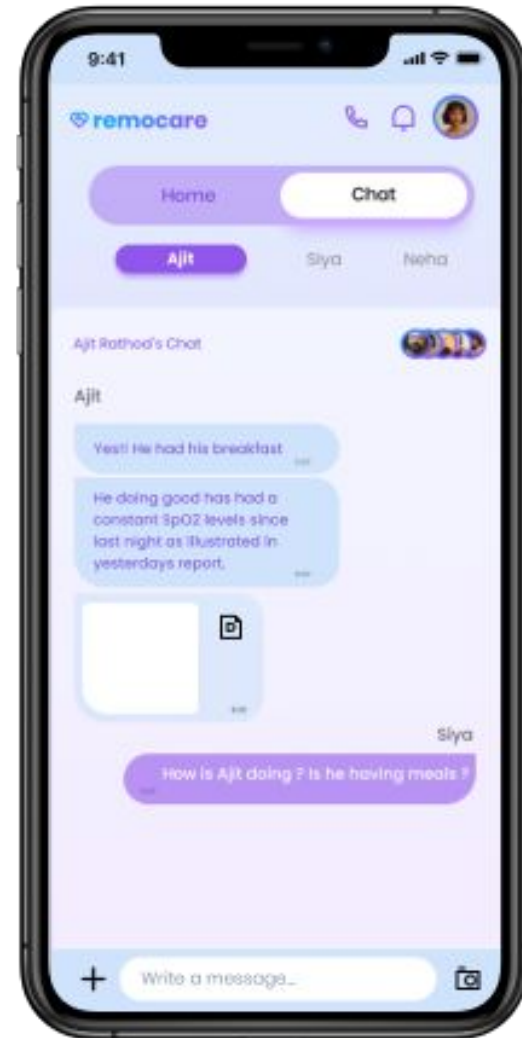 9:41
remocare
Home Chat
Ajit Siya Neha
Ajit Rathod's Chat
Ajit
Yes!! He had his breakfast
He doing good has had a
constant SpO2 levels since
last night as illustrated in
yesterdays report.
Siya
How is Ajit doing ? Is he having meals ?
Write a message...